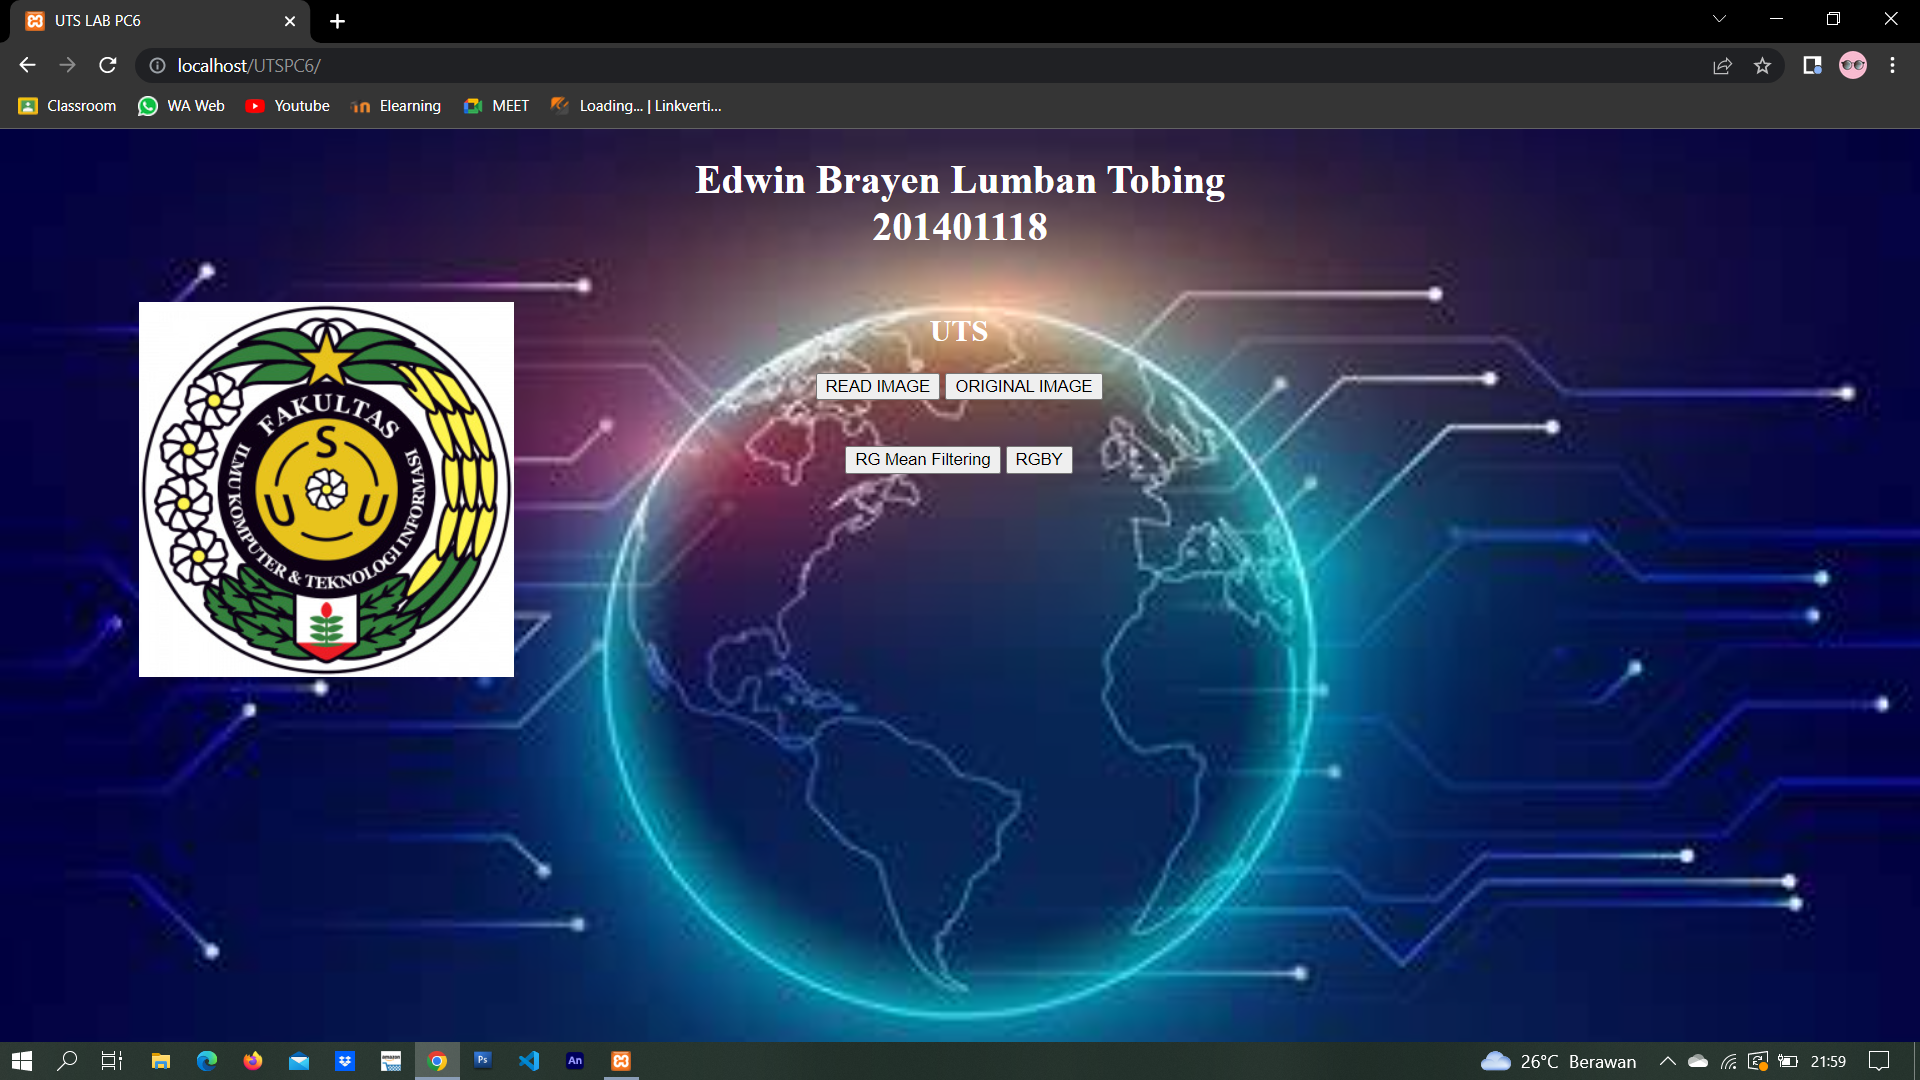 UTS LAB PC6
localhost/UTSPC6/
Classroom WA Web Youtube Elearning MEET Loading... | Linkverti...
Edwin Brayen Lumban Tobing
201401118
UTS
READ IMAGE ORIGINAL IMAGE
RG Mean Filtering RGBY
FAKULTAS
ILMU KOMPUTER & TEKNOLOGI INFORMASI
S
U U
Ps An
26°C Berawan 21:59